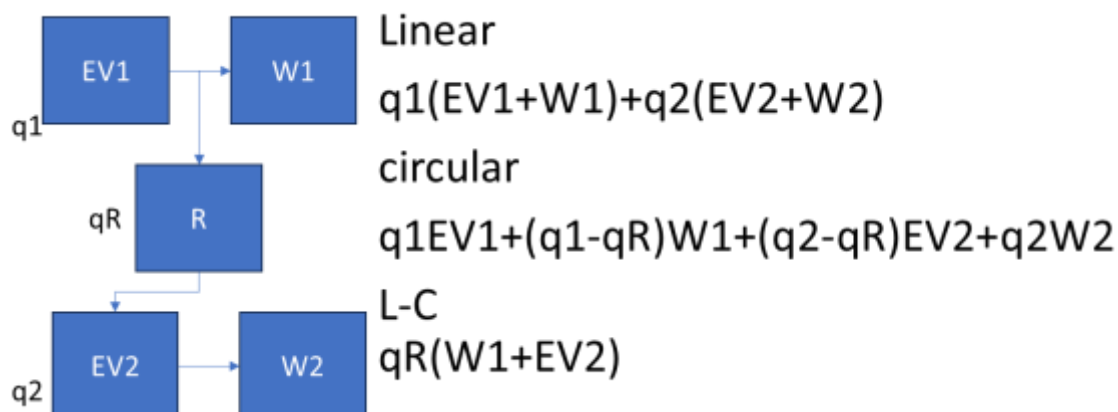 EV1
W1
q1
qR
R
EV2
W2
q2
Linear
q1(EV1+W1)+q2(EV2+W2)
circular
q1EV1+(q1-qR)W1+(q2-qR)EV2+q2W2
L-C
qR(W1+EV2)